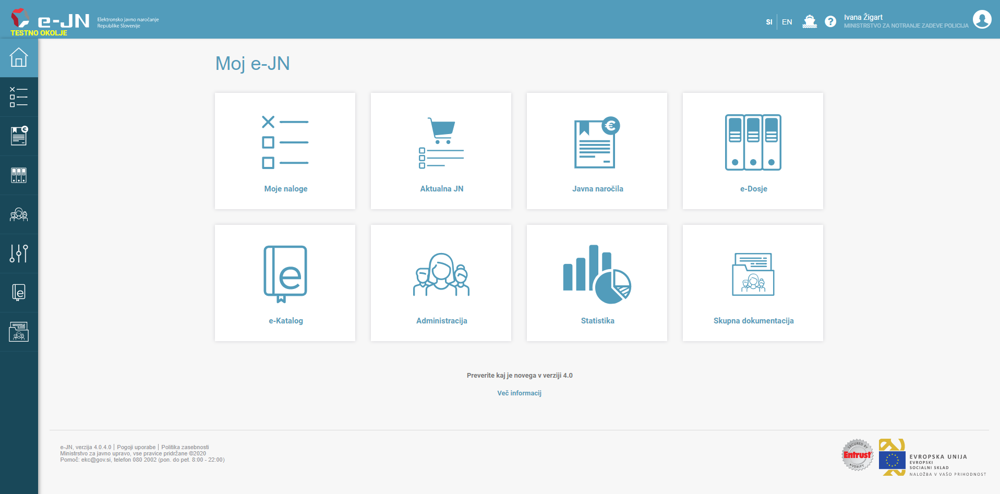 e-JN
Elektronsko javno naročanje
Republike Slovenije
TESTNO OKOLJE
SI
EN
?
Ivana Žigart
MINISTRSTVO ZA NOTRANJE ZADEVE POLICIJA
Moj e-JN
Moje naloge
Aktualna JN
Javna naročila
e-Dosje
e-Katalog
Administracija
Statistika
Skupna dokumentacija
Preverite kaj je novega v verziji 4.0
Več informacij
e-JN, verzija 4.0.4.0 | Pogoji uporabe | Politika zasebnosti
Ministrstvo za javno upravo, vse pravice pridržane ©2020
Pomoč: ekc@gov.si, telefon 080 2002 (pon. do pet. 8:00 - 22:00)
SECURED BY
Entrust
VERIFY
EVROPSKA UNIJA
EVROPSKI
SOCIALNI SKLAD
NALOŽBA V VAŠO PRIHODNOST